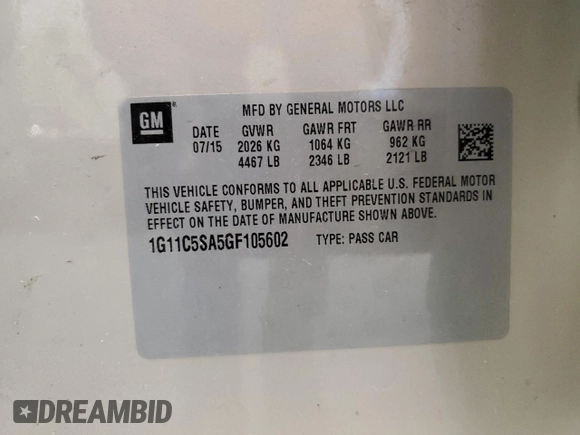 GM
MFD BY GENERAL MOTORS LLC
DATE GVWR GAWR FRT GAWR RR
07/15 2026 KG 1064 KG 962 KG
4467 LB 2346 LB 2121 LB
THIS VEHICLE CONFORMS TO ALL APPLICABLE U.S. FEDERAL MOTOR
VEHICLE SAFETY, BUMPER, AND THEFT PREVENTION STANDARDS IN
EFFECT ON THE DATE OF MANUFACTURE SHOWN ABOVE.
1G11C5SA5GF105602 TYPE: PASS CAR
DREAMBID